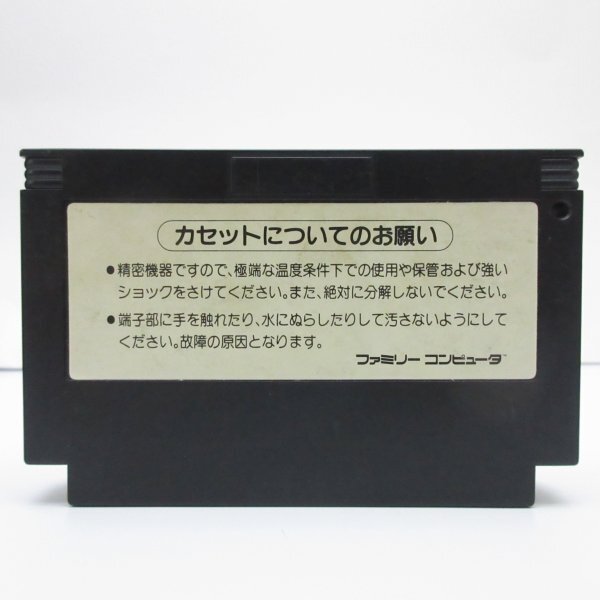 カセットについてのお願い
●精密機器ですので、極端な温度条件下での使用や保管および強い
ショックをさけてください。また、絶対に分解しないでください。
●端子部に手を触れたり、水にぬらしたりして汚さないようにして
ください。故障の原因となります。
ファミリー コンピュータ™